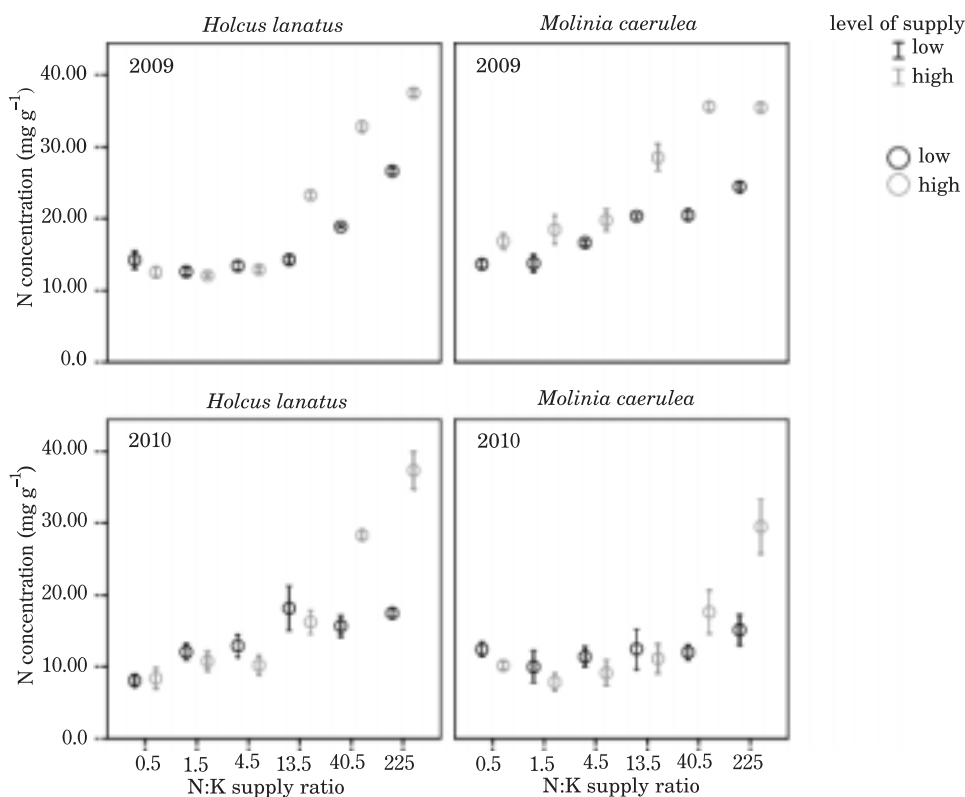 Holcus lanatus
Molinia caerulea
level of supply
low
high
low
high
2009
2009
N concentration (mg g⁻¹)
40.00
30.00
20.00
10.00
0.0
Holcus lanatus
Molinia caerulea
2010
2010
N concentration (mg g⁻¹)
40.00
30.00
20.00
10.00
0.0
0.5 1.5 4.5 13.5 40.5 225
0.5 1.5 4.5 13.5 40.5 225
N:K supply ratio
N:K supply ratio